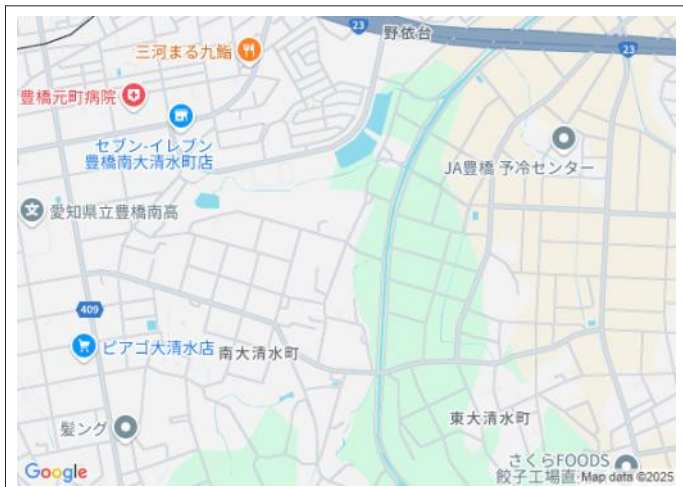 23
野依台
三河まる九鮨
23
豊橋元町病院
セブン-イレブン
豊橋南大清水町店
JA豊橋 予冷センター
愛知県立豊橋南高
409
ピアゴ大清水店
南大清水町
東大清水町
髪ング
さくらFOODS
餃子工場直
Google
Map data ©2025